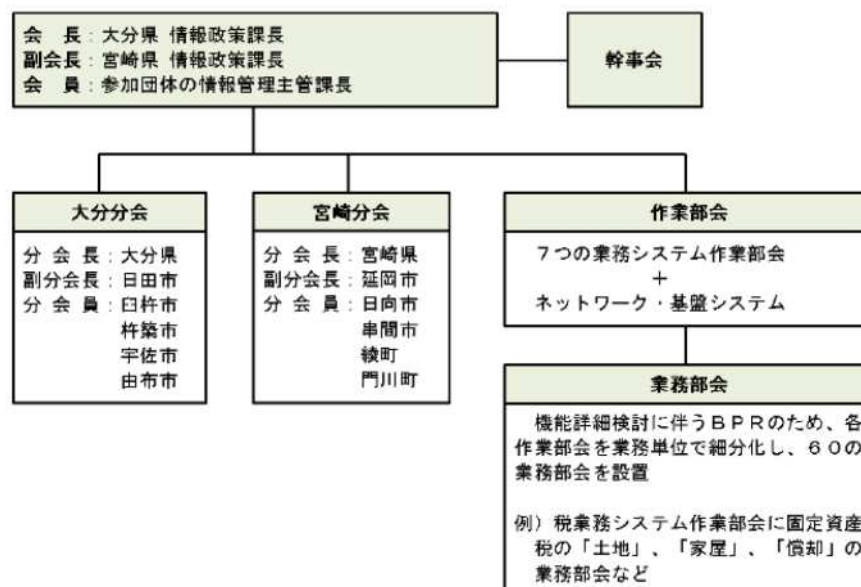 会　長：大分県 情報政策課長
副会長：宮崎県 情報政策課長
会　員：参加団体の情報管理主管課長
幹事会
大分分会
分 会 長：大分県
副分会長：日田市
分 会 員：臼杵市
杵築市
宇佐市
由布市
宮崎分会
分 会 長：宮崎県
副分会長：延岡市
分 会 員：日向市
串間市
綾町
門川町
作業部会
７つの業務システム作業部会
＋
ネットワーク・基盤システム
業務部会
機能詳細検討に伴うＢＰＲのため、各
作業部会を業務単位で細分化し、６０の
業務部会を設置
例）税業務システム作業部会に固定資産
税の「土地」、「家屋」、「償却」の
業務部会など